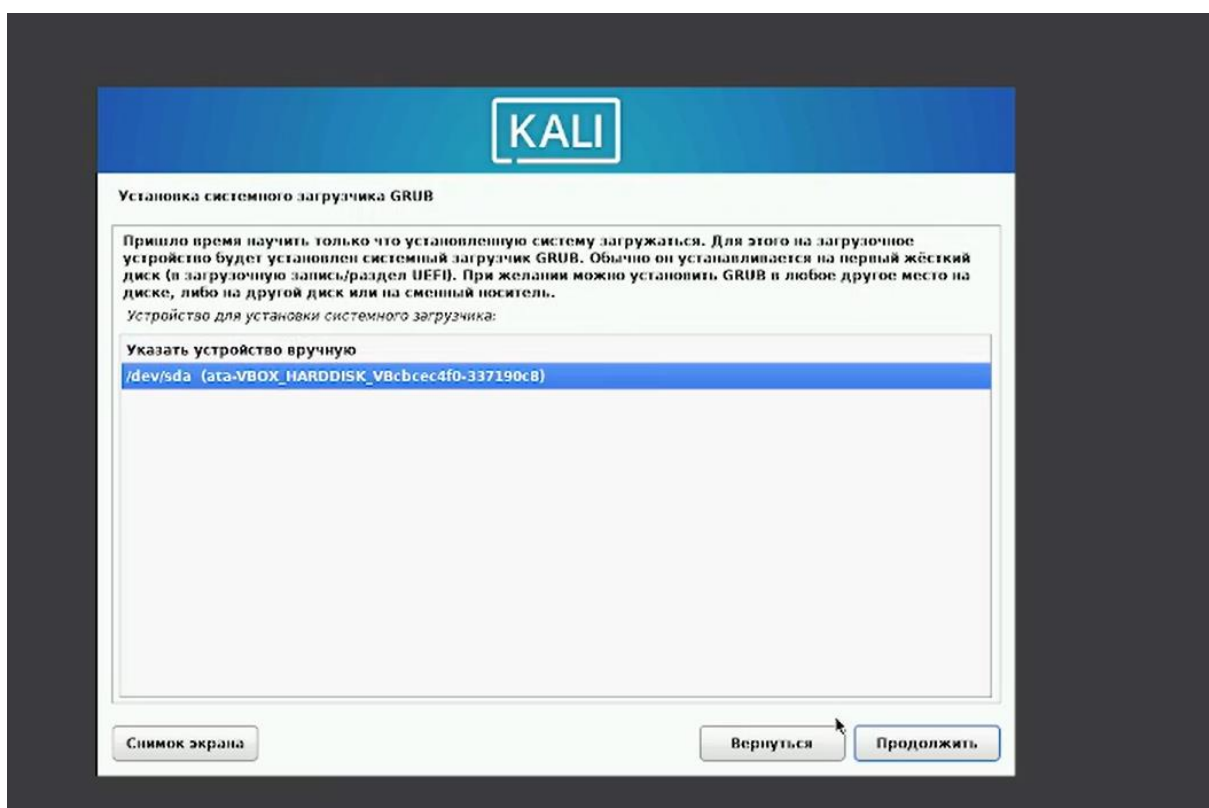 KALI
Установка системного загрузчика GRUB
Пришло время научить только что установленную систему загружаться. Для этого на загрузочное
устройство будет установлен системный загрузчик GRUB. Обычно он устанавливается на первый жёсткий
диск (в загрузочную запись/раздел UEFI). При желании можно установить GRUB в любое другое место на
диске, либо на другой диск или на сменный носитель.
Устройство для установки системного загрузчика:
Указать устройство вручную
/dev/sda (ata-VBOX_HARDDISK_VBcbcec4f0-337190c8)
Снимок экрана
Вернуться
Продолжить